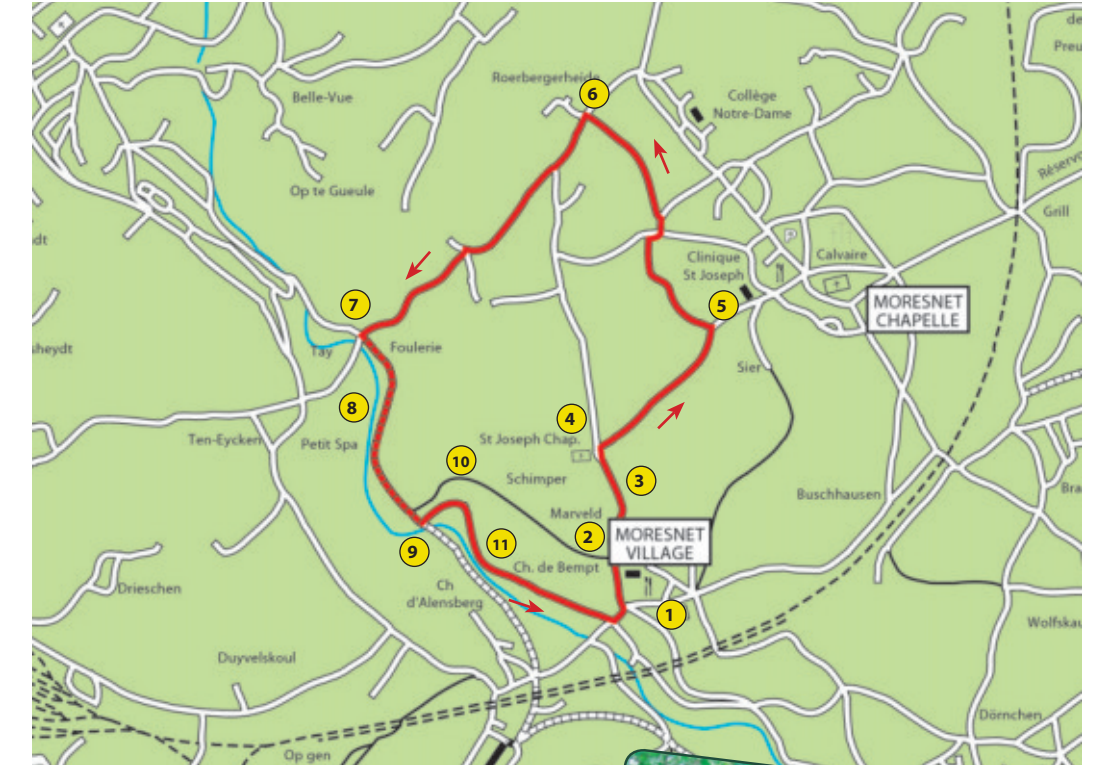 de
Preu
Roerbergerheide
6
Collège
Notre-Dame
Belle-Vue
Réservo
Op te Gueule
Grill
dt
Clinique
St Joseph
P
Calvaire
7
5
MORESNET
CHAPELLE
heydt
Tay
Foulerie
Sier
8
4
Ten-Eycken
Petit Spa
St Joseph Chap.
10
3
Schimper
Bra
Buschhausen
Marveld
2
MORESNET
VILLAGE
9
11
Ch. de Bempt
Drieschen
Ch
d'Alensberg
1
Wolfskau
Duyvelskoul
Dörnchen
Op gen